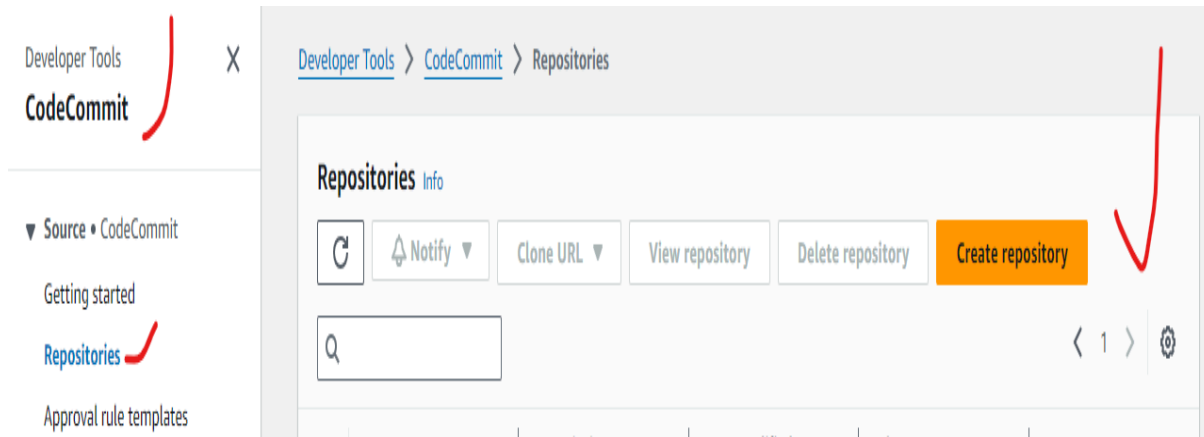 Developer Tools
CodeCommit
Source • CodeCommit
Getting started
Repositories
Approval rule templates
Developer Tools > CodeCommit > Repositories
Repositories Info
Notify Clone URL View repository Delete repository Create repository
< 1 >